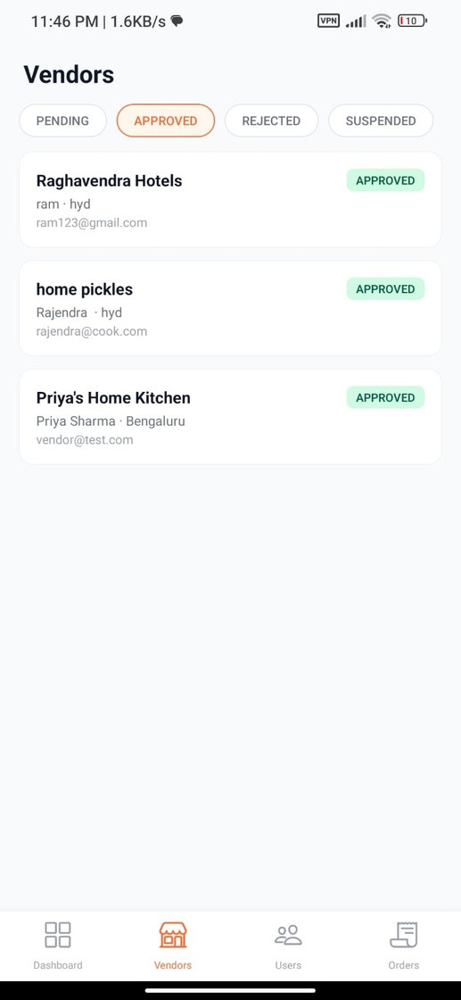 11:46 PM | 1.6KB/s VPN 10
Vendors
PENDING APPROVED REJECTED SUSPENDED
Raghavendra Hotels APPROVED
ram · hyd
ram123@gmail.com
home pickles APPROVED
Rajendra · hyd
rajendra@cook.com
Priya's Home Kitchen APPROVED
Priya Sharma · Bengaluru
vendor@test.com
Dashboard Vendors Users Orders